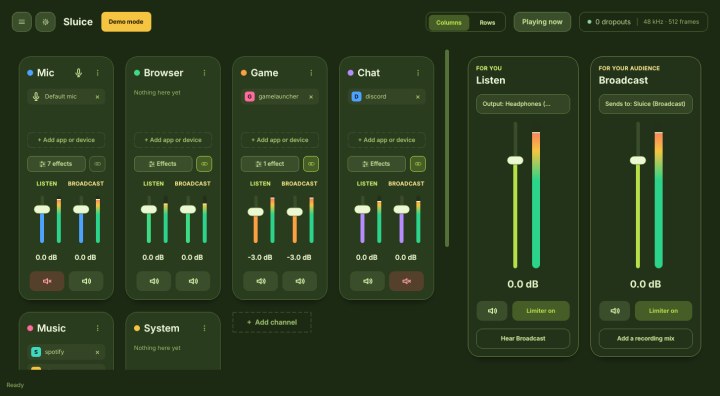 Sluice
Demo mode
Columns
Rows
Playing now
0 dropouts
48 kHz · 512 frames
Mic
Default mic ×
+ Add app or device
7 effects
LISTEN BROADCAST
0.0 dB 0.0 dB
Browser
Nothing here yet
+ Add app or device
Effects
LISTEN BROADCAST
0.0 dB 0.0 dB
Game
G gamelauncher ×
+ Add app or device
1 effect
LISTEN BROADCAST
-3.0 dB -3.0 dB
Chat
D discord ×
+ Add app or device
Effects
LISTEN BROADCAST
0.0 dB 0.0 dB
Music
S spotify ×
System
Nothing here yet
+ Add channel
FOR YOU
Listen
Output: Headphones (...
0.0 dB
Limiter on
Hear Broadcast
FOR YOUR AUDIENCE
Broadcast
Sends to: Sluice (Broadcast)
0.0 dB
Limiter on
Add a recording mix
Ready